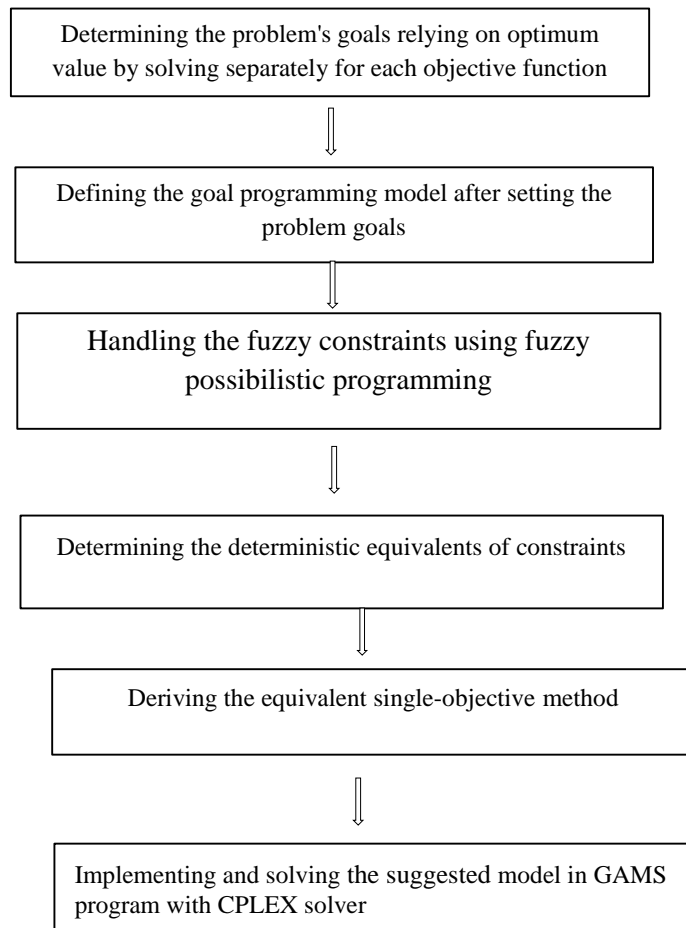 Determining the problem's goals relying on optimum
value by solving separately for each objective function
Defining the goal programming model after setting the
problem goals
Handling the fuzzy constraints using fuzzy
possibilistic programming
Determining the deterministic equivalents of constraints
Deriving the equivalent single-objective method
Implementing and solving the suggested model in GAMS
program with CPLEX solver